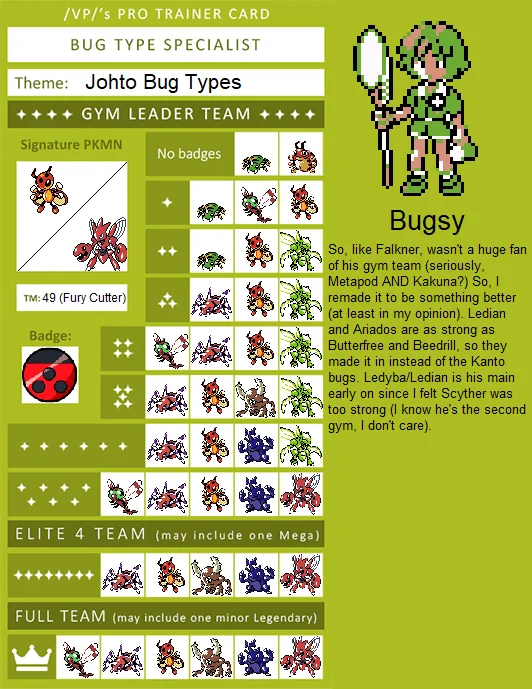 /VP/'s PRO TRAINER CARD
BUG TYPE SPECIALIST
Theme: Johto Bug Types
GYM LEADER TEAM
Signature PKMN
No badges
TM: 49 (Fury Cutter)
Badge:
ELITE 4 TEAM (may include one Mega)
FULL TEAM (may include one minor Legendary)
Bugsy
So, like Falkner, wasn't a huge fan
of his gym team (seriously,
Metapod AND Kakuna?) So, I
remade it to be something better
(at least in my opinion). Ledian
and Ariados are as strong as
Butterfree and Beedrill, so they
made it in instead of the Kanto
bugs. Ledyba/Ledian is his main
early on since I felt Scyther was
too strong (I know he's the second
gym, I don't care).